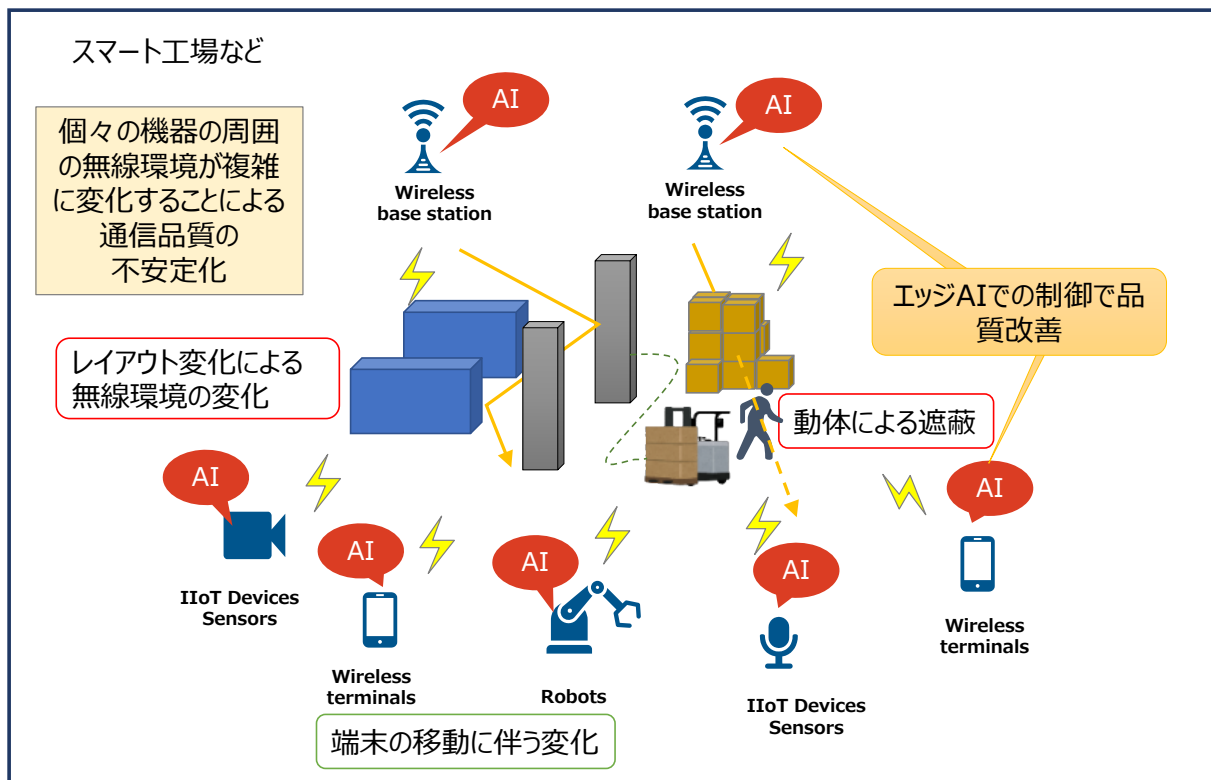 スマート工場など
AI
AI
個々の機器の周囲
の無線環境が複雑
に変化することによる
通信品質の
不安定化
Wireless
base station
Wireless
base station
エッジAIでの制御で品
質改善
レイアウト変化による
無線環境の変化
動体による遮蔽
AI
AI
AI
AI
AI
IIoT Devices
Sensors
Wireless
terminals
Robots
IIoT Devices
Sensors
Wireless
terminals
端末の移動に伴う変化